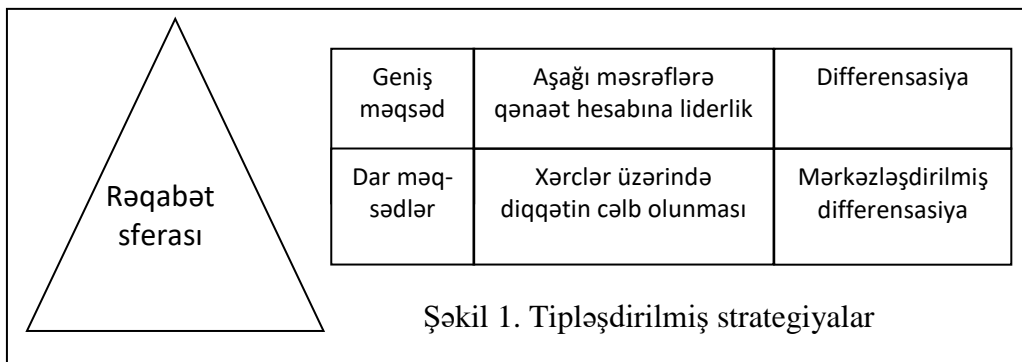 Rəqabət
sferası
Geniş
məqsəd
Aşağı məsrəflərə
qənaət hesabına liderlik
Differensasiya
Dar məq-
sədlər
Xərclər üzərində
diqqətin cəlb olunması
Mərkəzləşdirilmiş
differensasiya
Şəkil 1. Tipləşdirilmiş strategiyalar